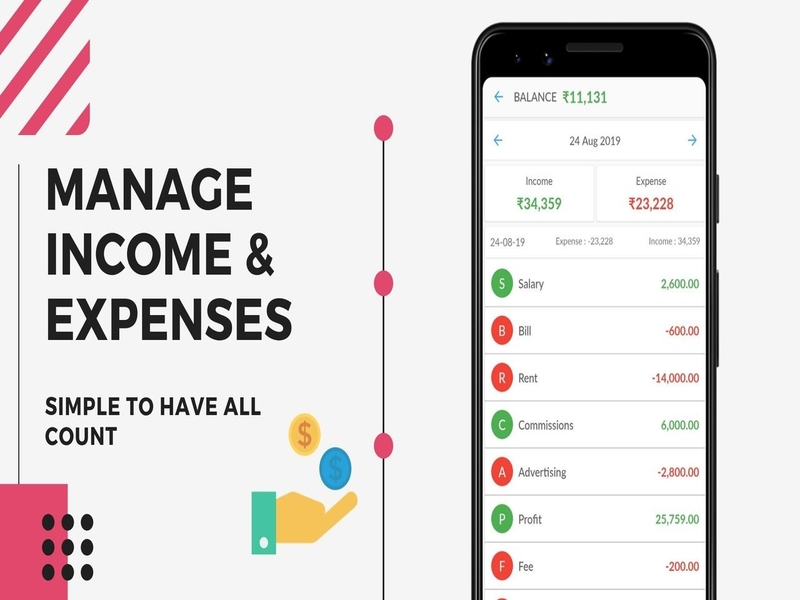 MANAGE
INCOME &
EXPENSES
SIMPLE TO HAVE ALL
COUNT
$
$
BALANCE ₹11,131
24 Aug 2019
Income Expense
₹34,359 ₹23,228
24-08-19 Expense : -23,228 Income : 34,359
S Salary 2,600.00
B Bill -600.00
R Rent -14,000.00
C Commissions 6,000.00
A Advertising -2,800.00
P Profit 25,759.00
F Fee -200.00